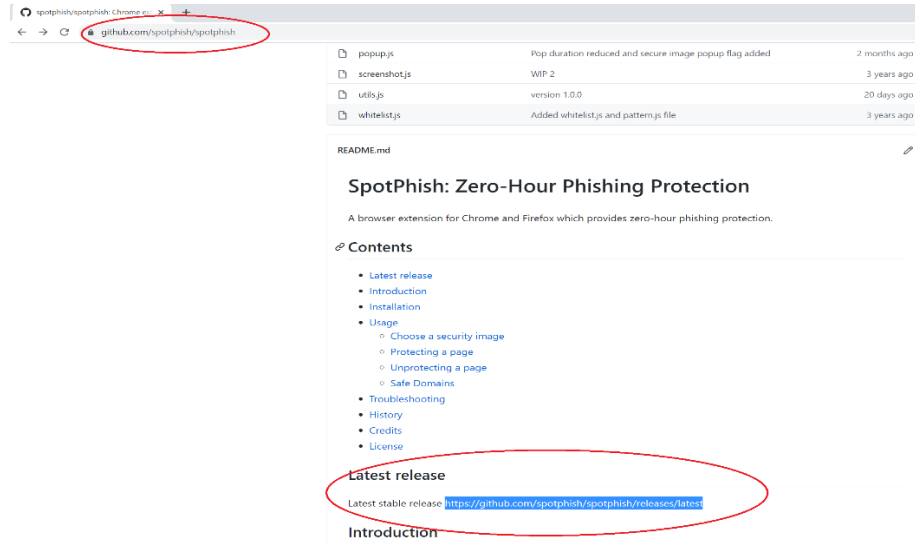 spotphish/spotphish: Chrome ex
github.com/spotphish/spotphish
popup.js Pop duration reduced and secure image popup flag added 2 months ago
screenshot.js WIP 2 3 years ago
utils.js version 1.0.0 20 days ago
whitelist.js Added whitelist.js and pattern.js file 3 years ago
README.md
SpotPhish: Zero-Hour Phishing Protection
A browser extension for Chrome and Firefox which provides zero-hour phishing protection.
Contents
Latest release
Introduction
Installation
Usage
Choose a security image
Protecting a page
Unprotecting a page
Safe Domains
Troubleshooting
History
Credits
License
Latest release
Latest stable release https://github.com/spotphish/spotphish/releases/latest
Introduction